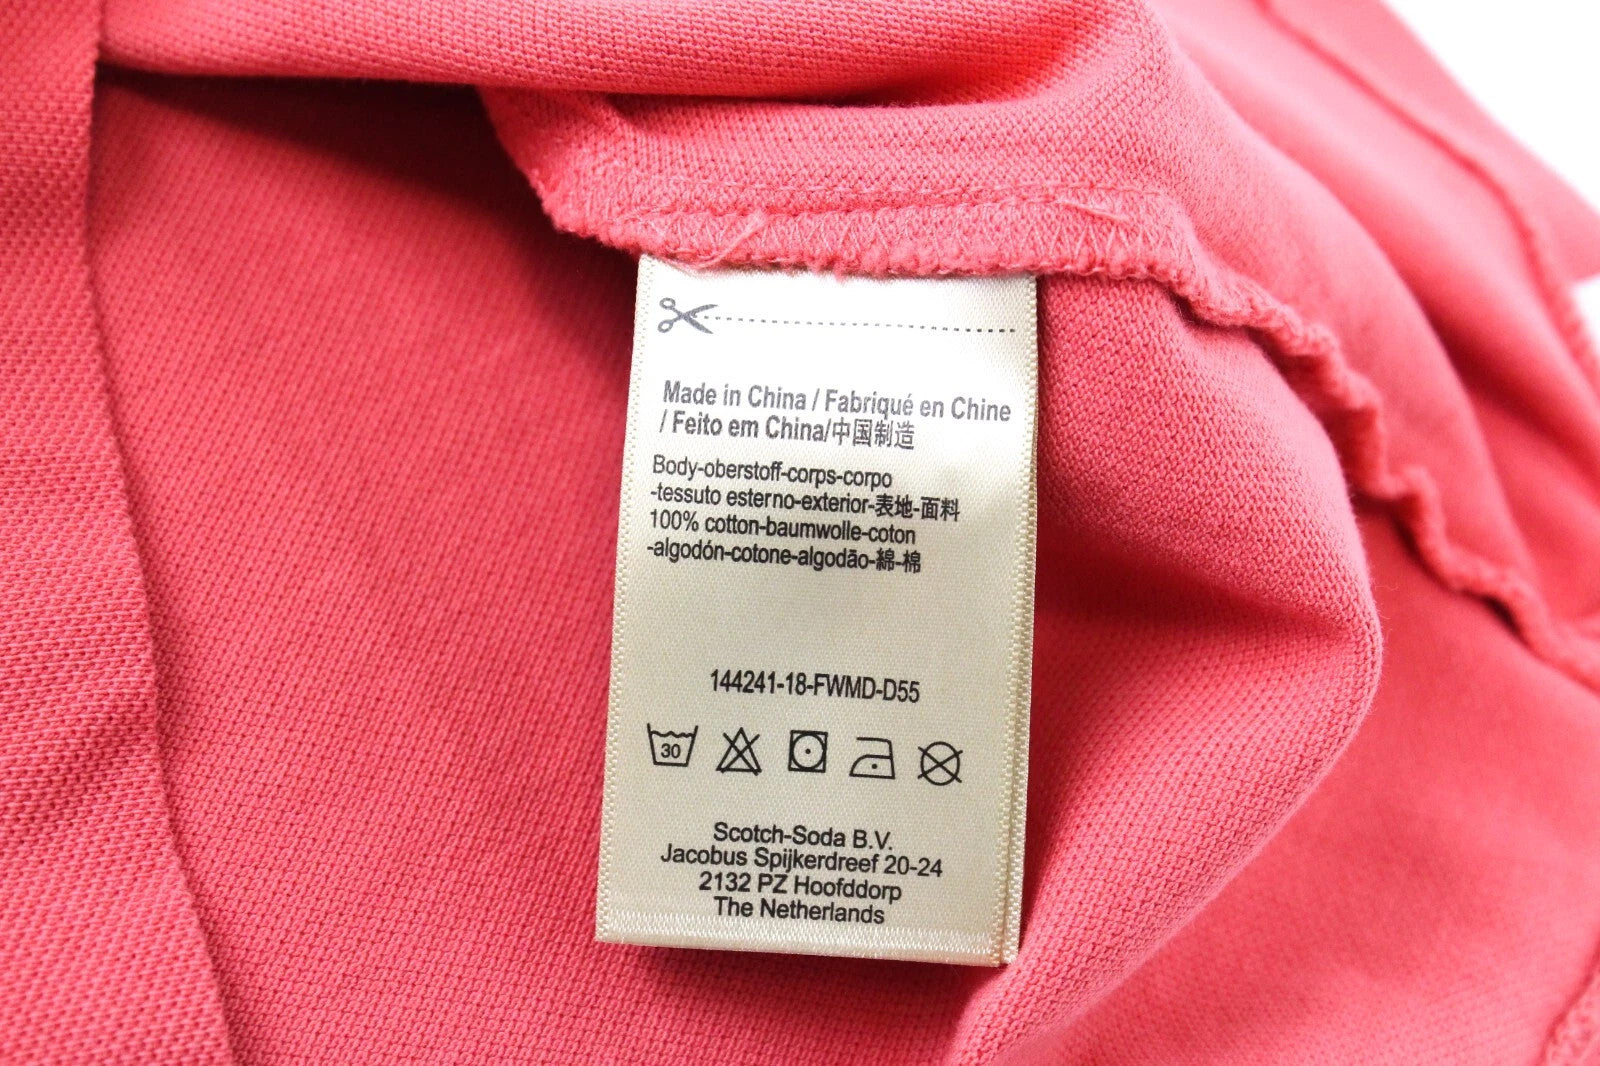 Made in China / Fabriqué en Chine
/ Feito em China/中国制造
Body-oberstoff-corps-corpo
-tessuto esterno-exterior-表地-面料
100% cotton-baumwolle-coton
-algodón-cotone-algodão-綿-棉
144241-18-FWMD-D55
30
Scotch-Soda B.V.
Jacobus Spijkerdreef 20-24
2132 PZ Hoofddorp
The Netherlands